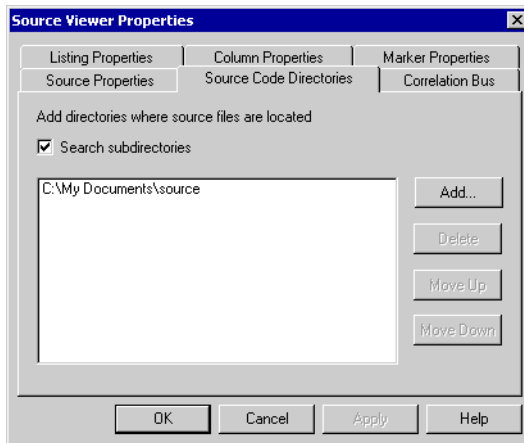 Source Viewer Properties
Listing Properties
Column Properties
Marker Properties
Source Properties
Source Code Directories
Correlation Bus
Add directories where source files are located
Search subdirectories
C:\My Documents\source
Add...
Delete
Move Up
Move Down
OK
Cancel
Apply
Help